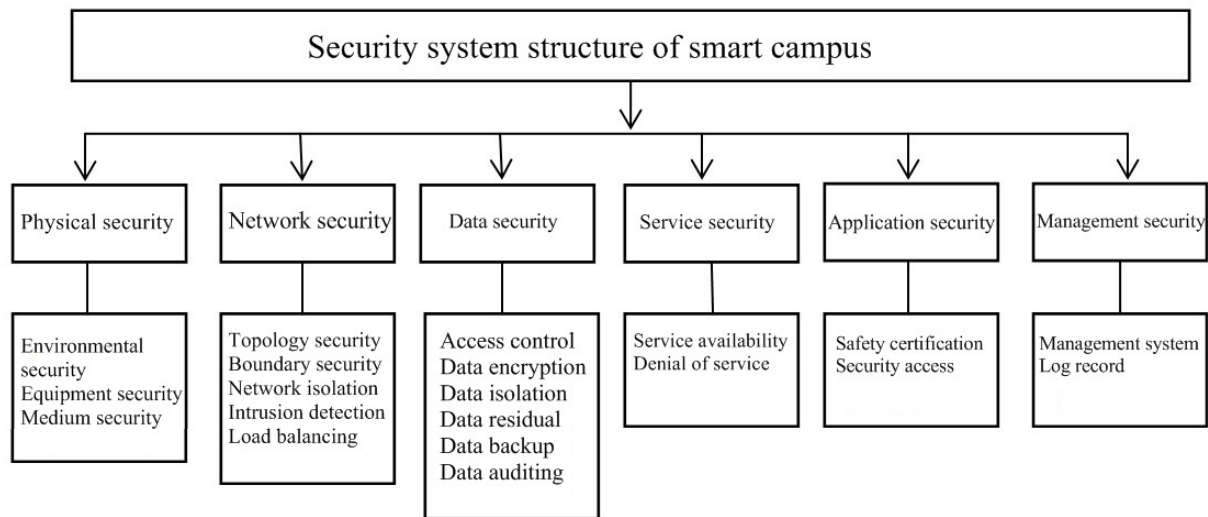 Security system structure of smart campus
Physical security
Network security
Data security
Service security
Application security
Management security
Environmental
security
Equipment security
Medium security
Topology security
Boundary security
Network isolation
Intrusion detection
Load balancing
Access control
Data encryption
Data isolation
Data residual
Data backup
Data auditing
Service availability
Denial of service
Safety certification
Security access
Management system
Log record